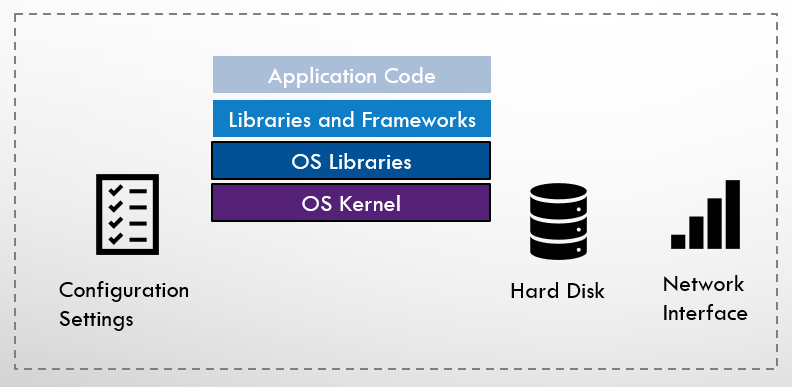 Application Code
Libraries and Frameworks
OS Libraries
OS Kernel
Configuration
Settings
Hard Disk
Network
Interface